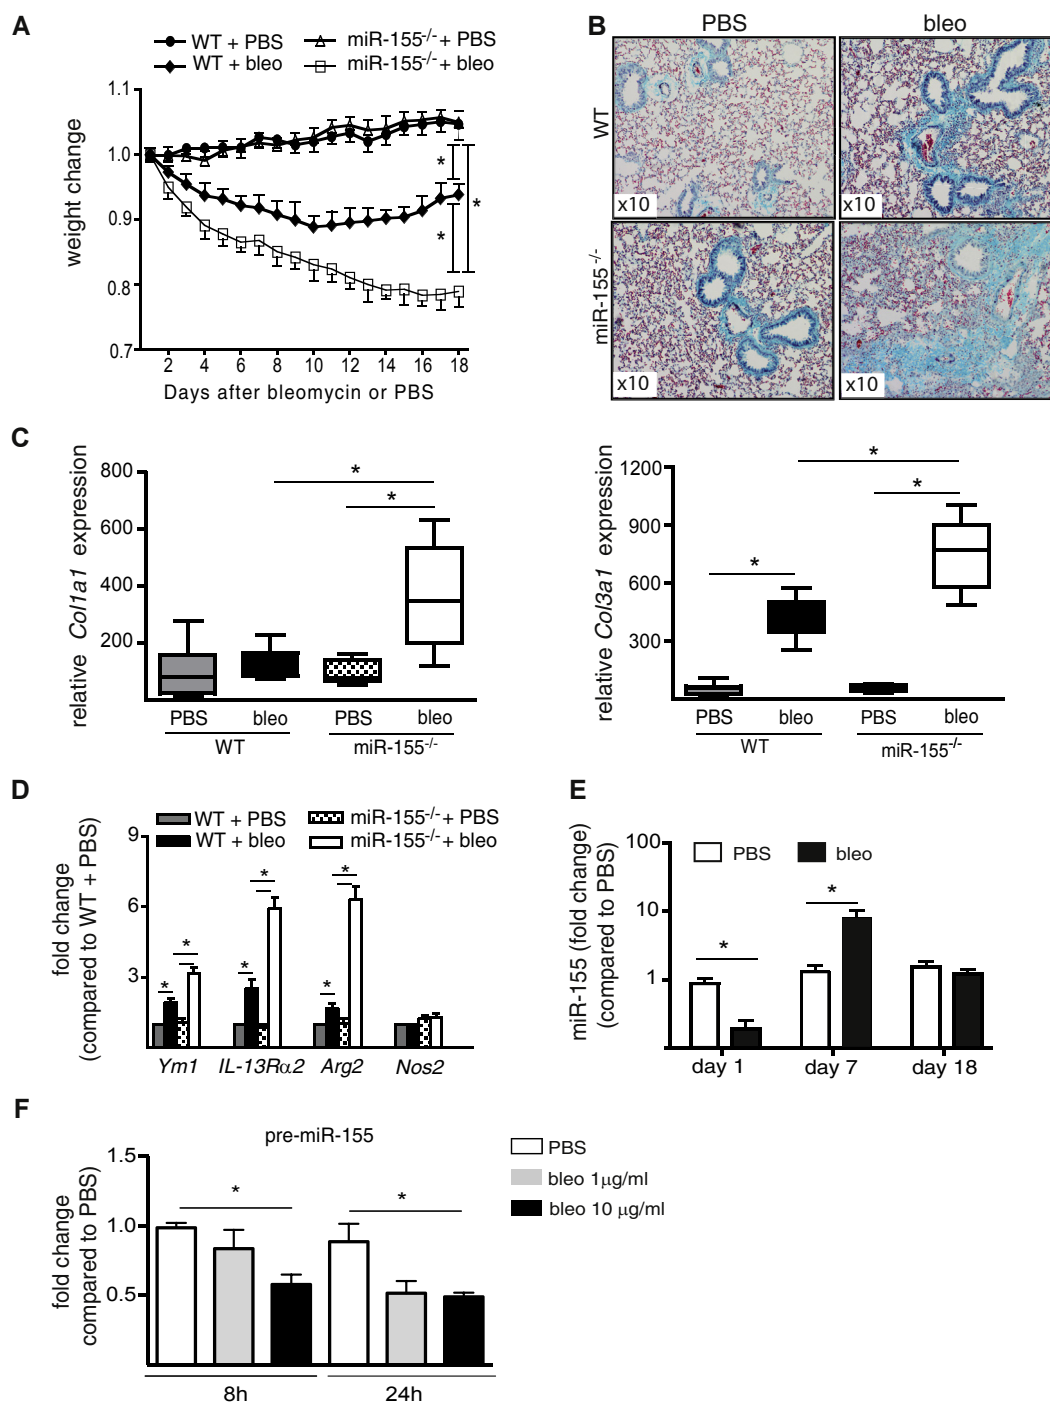 A
WT + PBS
miR-155-/- + PBS
WT + bleo
miR-155-/- + bleo
weight change
1.1
1.0
0.9
0.8
0.7
2 4 6 8 10 12 14 16 18
Days after bleomycin or PBS
*
*
*
B
PBS bleo
WT
miR-155-/-
x10
x10
x10
x10
C
relative Col1a1 expression
800
600
400
200
*
*
PBS bleo PBS bleo
WT miR-155-/-
relative Col3a1 expression
1200
900
600
300
*
*
*
PBS bleo PBS bleo
WT miR-155-/-
D
WT + PBS
miR-155-/- + PBS
WT + bleo
miR-155-/- + bleo
fold change
(compared to WT + PBS)
9
6
3
* * * * * *
Ym1 IL-13Rα2 Arg2 Nos2
E
miR-155 (fold change)
(compared to PBS)
100
10
1
PBS bleo
*
*
day 1 day 7 day 18
F
pre-miR-155
fold change
compared to PBS)
1.5
1.0
0.5
*
*
8h 24h
PBS
bleo 1µg/ml
bleo 10 µg/ml